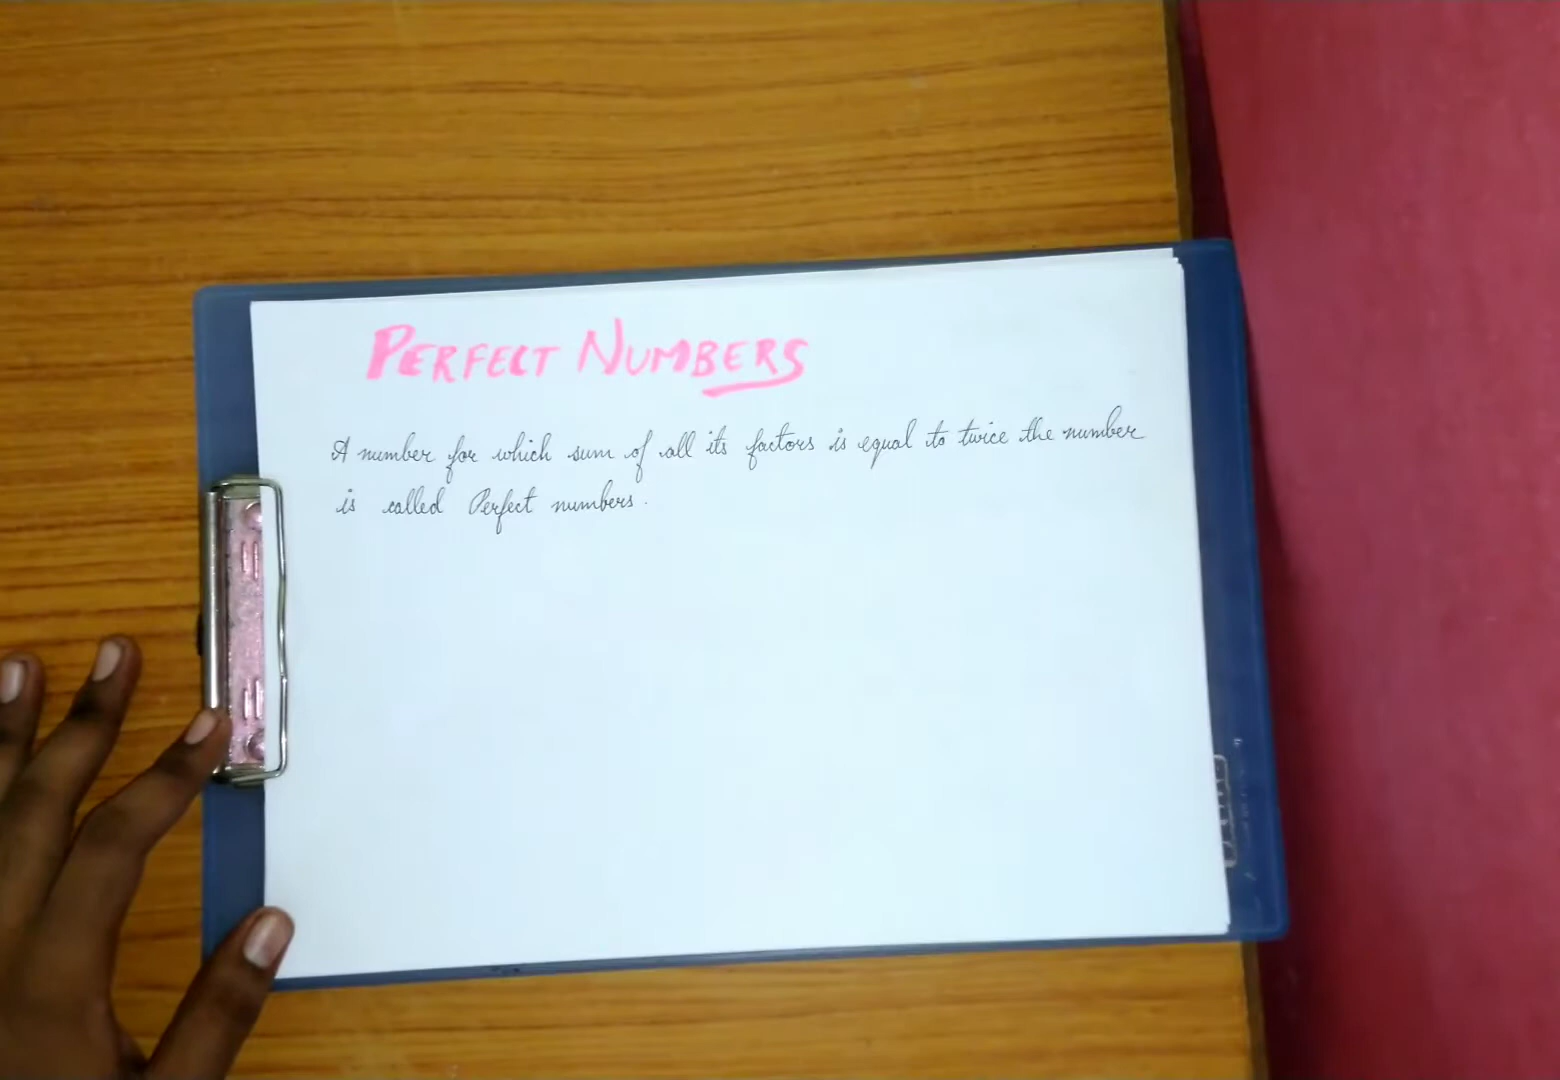 PERFECT NUMBERS
A number for which sum of all its factors is equal to twice the number
is called Perfect numbers.